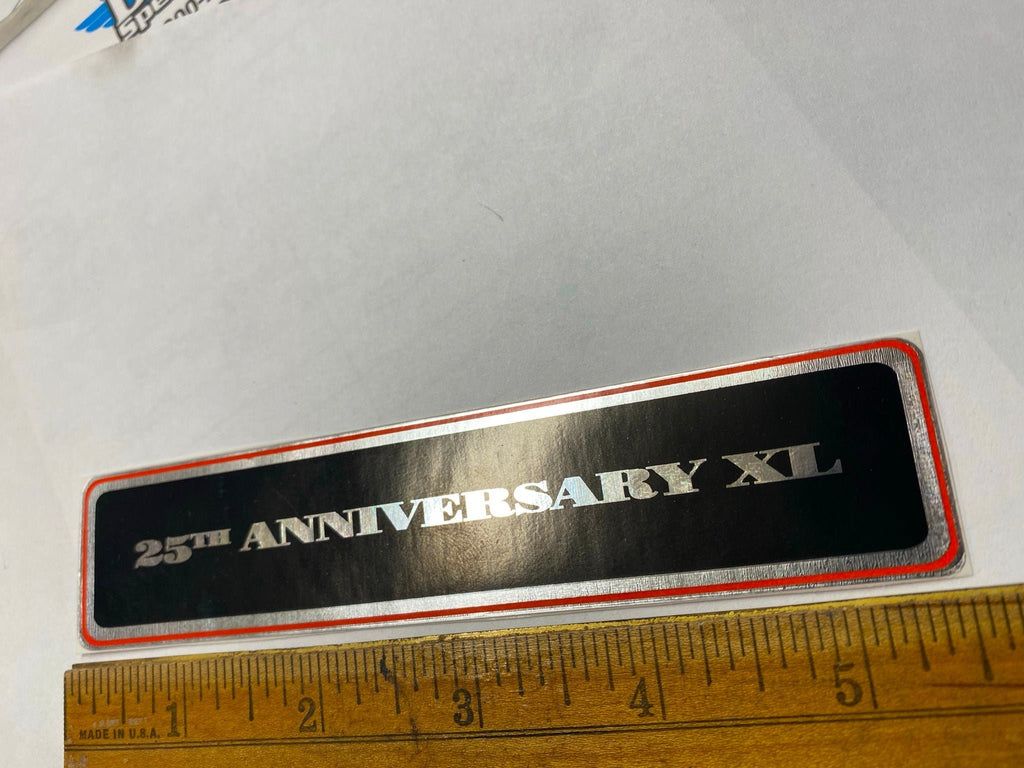 25TH ANNIVERSARY XL
1 2 3 4 5
MADE IN U.S.A.